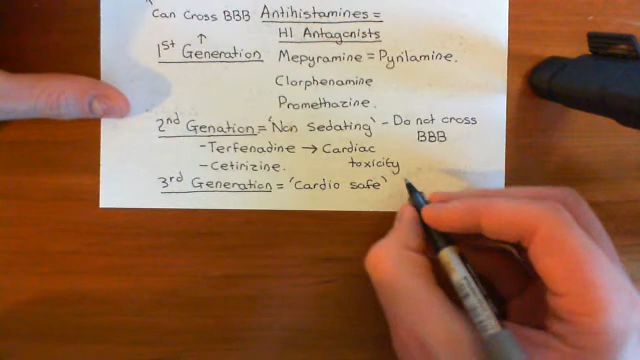 Can Cross BBB Antihistamines =
H1 Antagonists
↑
1st Generation Mepyramine = Pyrilamine.
Clorphenamine
Promethazine.
2nd Genation = 'Non Sedating' - Do not cross
BBB
- Terfenadine → Cardiac
toxicity
- Cetirizine.
3rd Generation = 'Cardio safe'